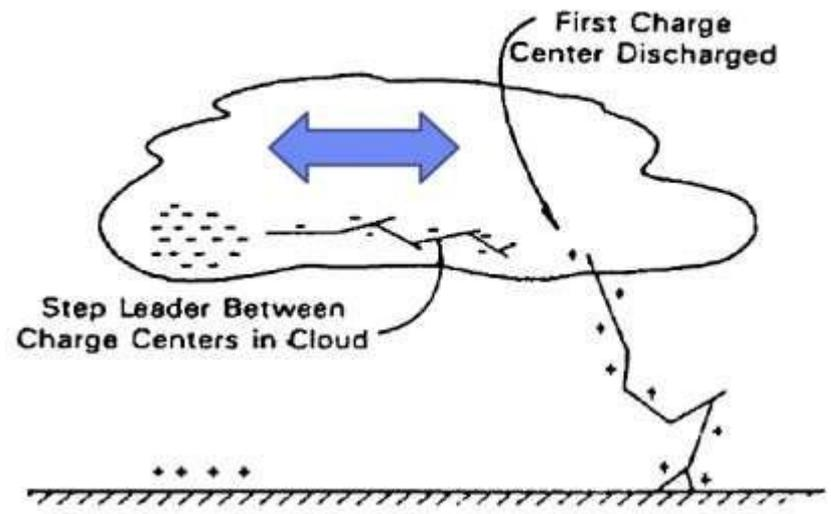 First Charge
Center Discharged
Step Leader Between
Charge Centers in Cloud